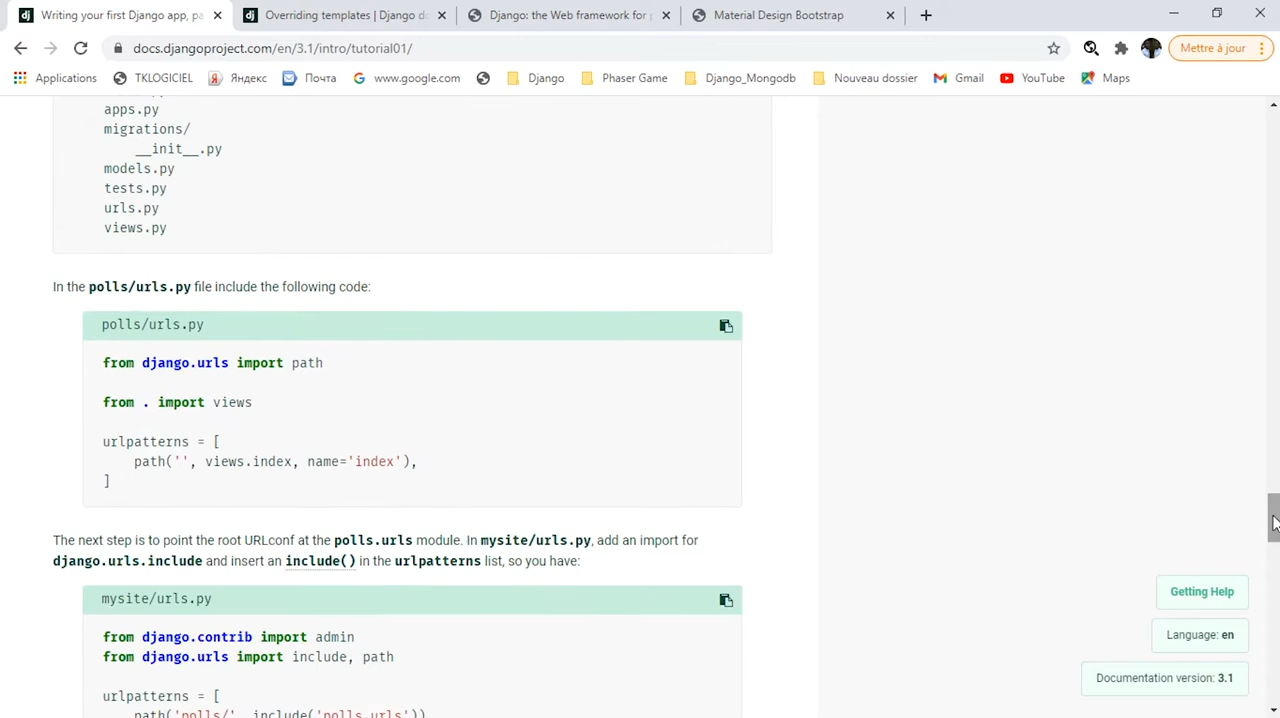 Writing your first Django app, pa
Overriding templates | Django do
Django: the Web framework for p
Material Design Bootstrap
docs.djangoproject.com/en/3.1/intro/tutorial01/
Mettre à jour
Applications
TKLOGICIEL
Яндекс
Почта
www.google.com
Django
Phaser Game
Django_Mongodb
Nouveau dossier
Gmail
YouTube
Maps
apps.py
migrations/
__init__.py
models.py
tests.py
urls.py
views.py
In the polls/urls.py file include the following code:
polls/urls.py
from django.urls import path
from . import views
urlpatterns = [
path('', views.index, name='index'),
]
The next step is to point the root URLconf at the polls.urls module. In mysite/urls.py, add an import for
django.urls.include and insert an include() in the urlpatterns list, so you have:
mysite/urls.py
from django.contrib import admin
from django.urls import include, path
urlpatterns = [
path('polls/', include('polls.urls')),
Getting Help
Language: en
Documentation version: 3.1